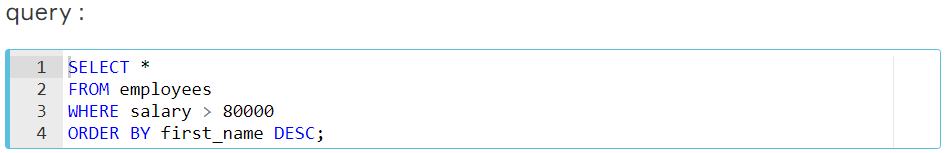 query :
1 SELECT *
2 FROM employees
3 WHERE salary > 80000
4 ORDER BY first_name DESC;